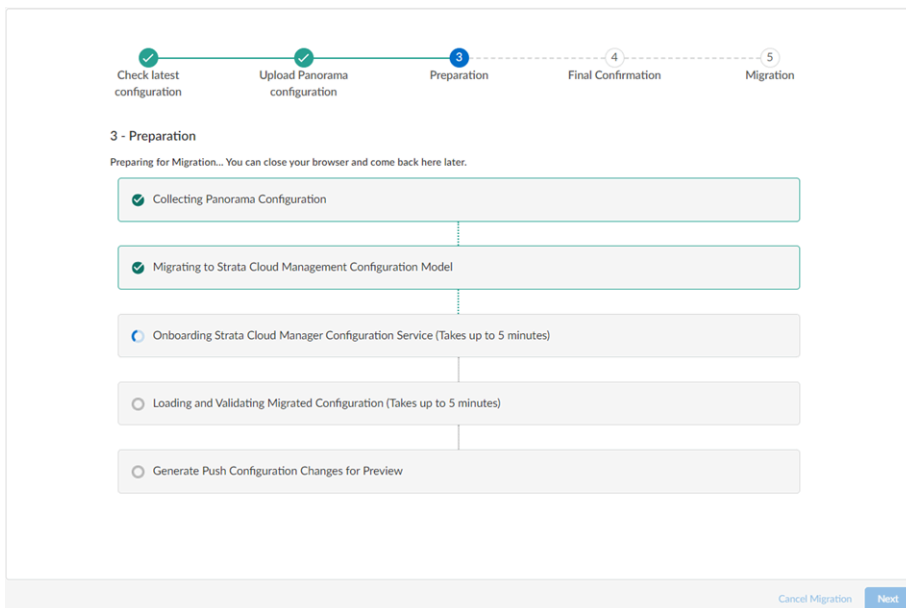 3
4
5
Check latest
configuration
Upload Panorama
configuration
Preparation
Final Confirmation
Migration
3 - Preparation
Preparing for Migration... You can close your browser and come back here later.
Collecting Panorama Configuration
Migrating to Strata Cloud Management Configuration Model
Onboarding Strata Cloud Manager Configuration Service (Takes up to 5 minutes)
Loading and Validating Migrated Configuration (Takes up to 5 minutes)
Generate Push Configuration Changes for Preview
Cancel Migration
Next